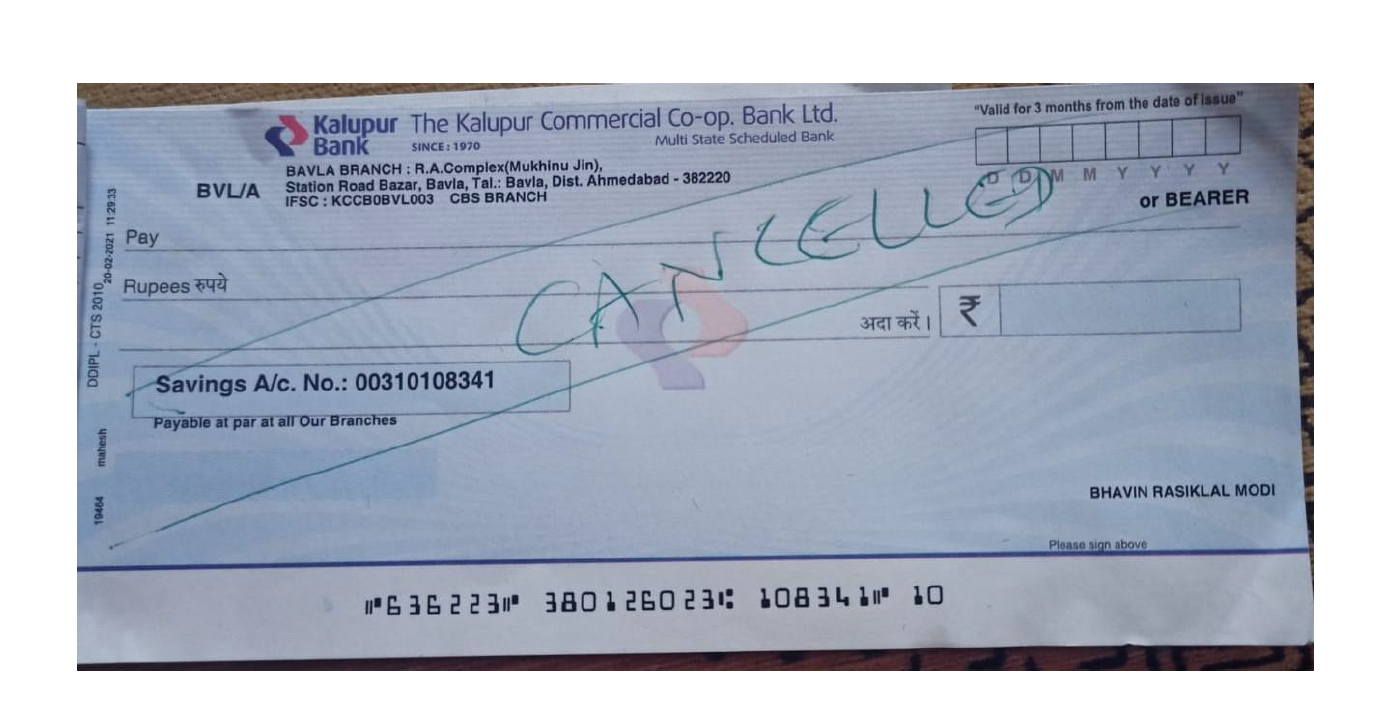 Kalupur Bank The Kalupur Commercial Co-op. Bank Ltd.
SINCE: 1970 Multi State Scheduled Bank
"Valid for 3 months from the date of issue"
D D M M Y Y Y Y
BVL/A
BAVLA BRANCH : R.A.Complex(Mukhinu Jin),
Station Road Bazar, Bavla, Tal.: Bavla, Dist. Ahmedabad - 382220
IFSC : KCCB0BVL003 CBS BRANCH
or BEARER
Pay
CANCELLED
Rupees रुपये
अदा करें। ₹
Savings A/c. No.: 00310108341
Payable at par at all Our Branches
BHAVIN RASIKLAL MODI
Please sign above
19464 mahesh DDIPL - CTS 2010 20-02-2021 11:29:33
⑈636223⑈ 380126023⑆ 108341⑈ 10